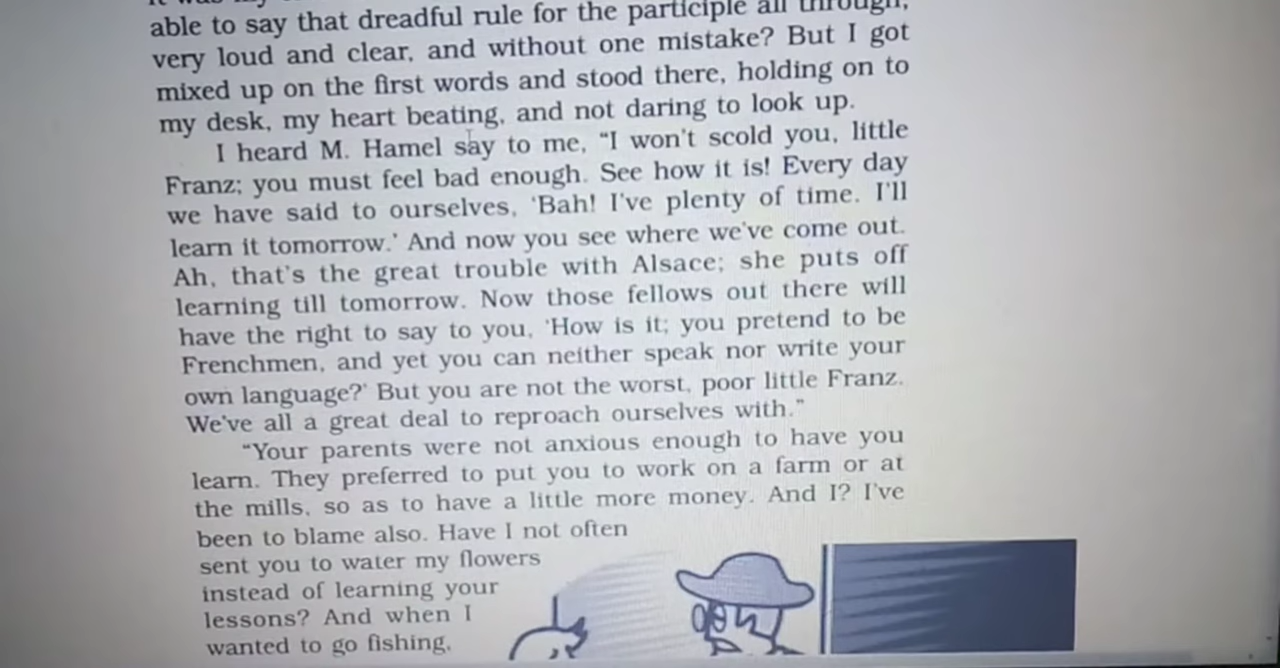 able to say that dreadful rule for the participle all through,
very loud and clear, and without one mistake? But I got
mixed up on the first words and stood there, holding on to
my desk, my heart beating, and not daring to look up.
I heard M. Hamel say to me, “I won't scold you, little
Franz; you must feel bad enough. See how it is! Every day
we have said to ourselves, ‘Bah! I've plenty of time. I'll
learn it tomorrow.’ And now you see where we've come out.
Ah, that's the great trouble with Alsace; she puts off
learning till tomorrow. Now those fellows out there will
have the right to say to you, ‘How is it; you pretend to be
Frenchmen, and yet you can neither speak nor write your
own language?’ But you are not the worst, poor little Franz.
We've all a great deal to reproach ourselves with.”
“Your parents were not anxious enough to have you
learn. They preferred to put you to work on a farm or at
the mills, so as to have a little more money. And I? I've
been to blame also. Have I not often
sent you to water my flowers
instead of learning your
lessons? And when I
wanted to go fishing,